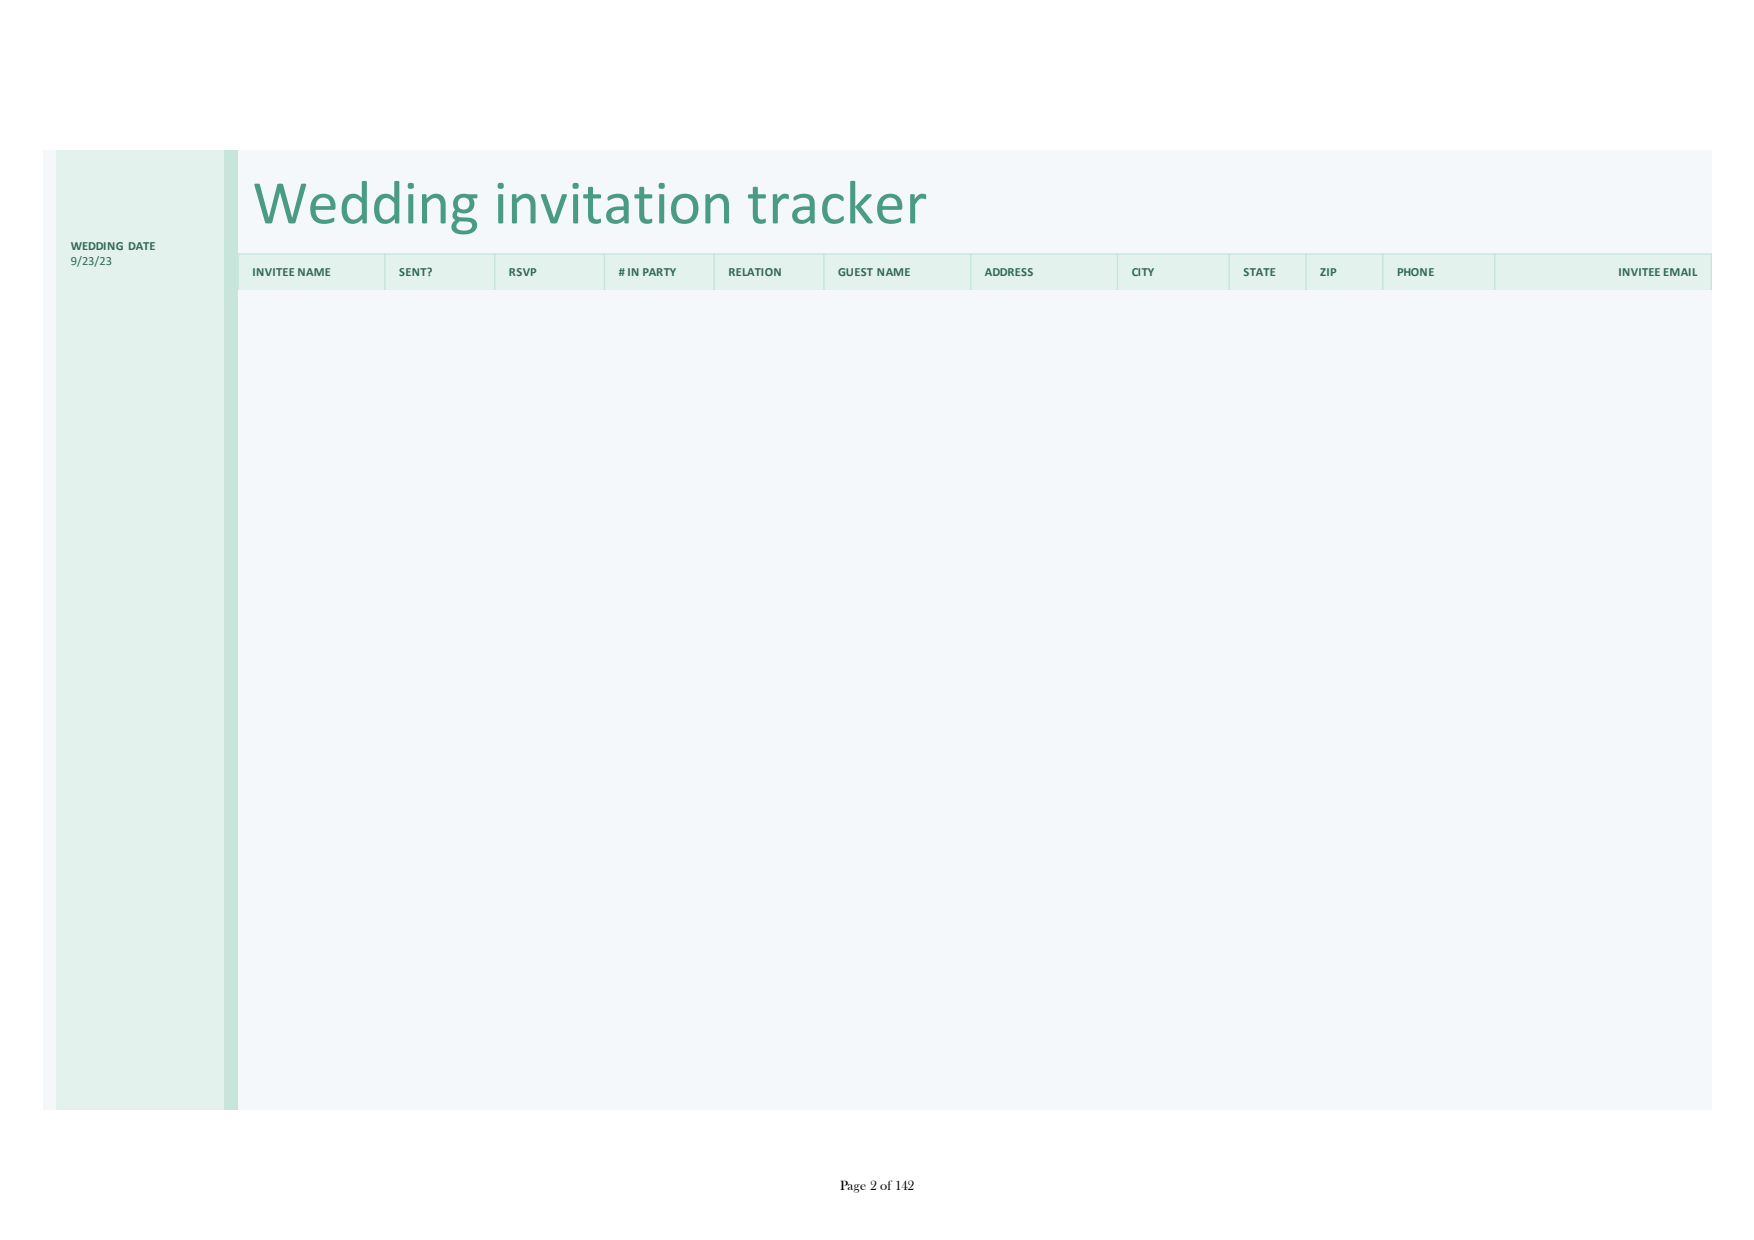 Wedding invitation tracker
WEDDING DATE
9/23/23
INVITEE NAME SENT? RSVP # IN PARTY RELATION GUEST NAME ADDRESS CITY STATE ZIP PHONE INVITEE EMAIL
Page 2 of 142